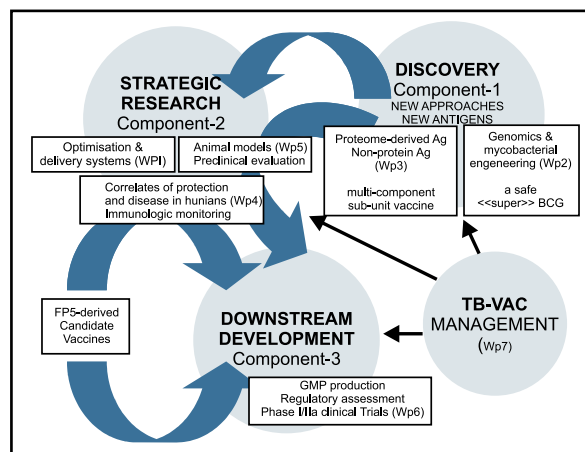 STRATEGIC
RESEARCH
Component-2
DISCOVERY
Component-1
NEW APPROACHES
NEW ANTIGENS
Optimisation &
delivery systems (WPI)
Animal models (Wp5)
Preclinical evaluation
Correlates of protection
and disease in hunians (Wp4)
Immunologic monitoring
Proteome-derived Ag
Non-protein Ag
(Wp3)
multi-component
sub-unit vaccine
Genomics &
mycobacterial
engeneering (Wp2)
a safe
<<super>> BCG
FP5-derived
Candidate
Vaccines
DOWNSTREAM
DEVELOPMENT
Component-3
TB-VAC
MANAGEMENT
(Wp7)
GMP production
Regulatory assessment
Phase I/IIa clinical Trials (Wp6)